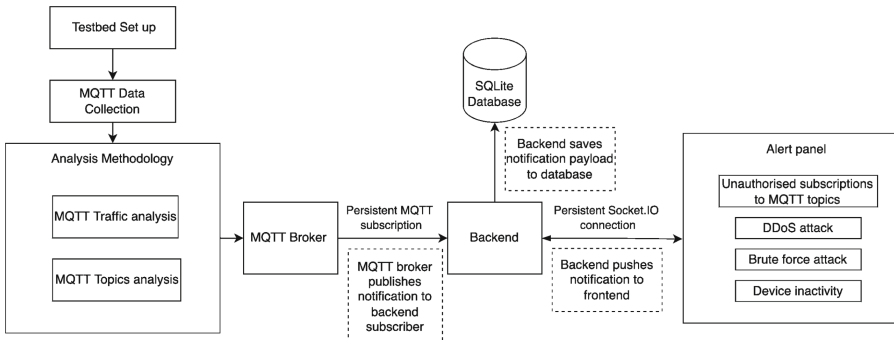 Testbed Set up
MQTT Data
Collection
Analysis Methodology
MQTT Traffic analysis
MQTT Topics analysis
MQTT Broker
Persistent MQTT
subscription
MQTT broker
publishes
notification to
backend
subscriber
SQLite
Database
Backend saves
notification payload
to database
Backend
Persistent Socket.IO
connection
Backend pushes
notification to
frontend
Alert panel
Unauthorised subscriptions
to MQTT topics
DDoS attack
Brute force attack
Device inactivity